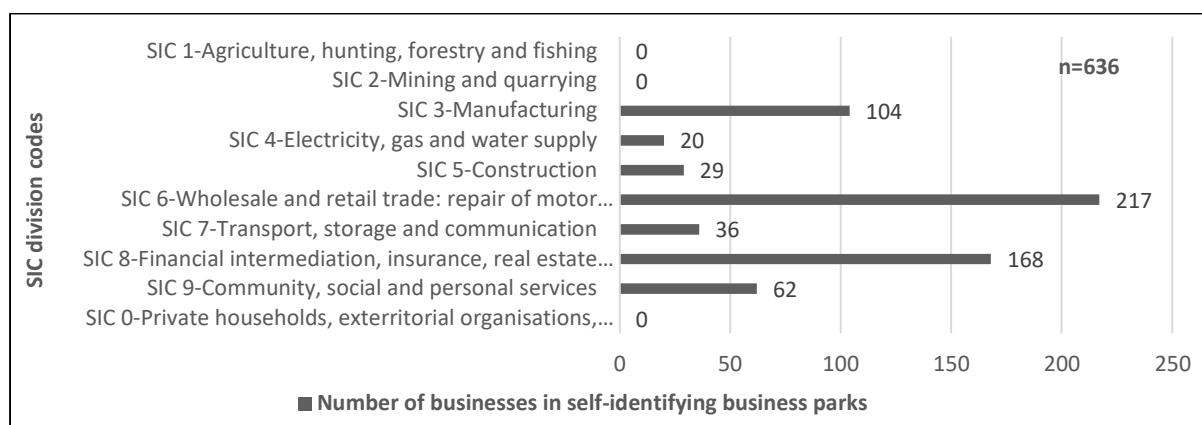 SIC division codes
SIC 1-Agriculture, hunting, forestry and fishing 0
n=636
SIC 2-Mining and quarrying 0
SIC 3-Manufacturing 104
SIC 4-Electricity, gas and water supply 20
SIC 5-Construction 29
SIC 6-Wholesale and retail trade: repair of motor... 217
SIC 7-Transport, storage and communication 36
SIC 8-Financial intermediation, insurance, real estate... 168
SIC 9-Community, social and personal services 62
SIC 0-Private households, exterritorial organisations,... 0
0 50 100 150 200 250
Number of businesses in self-identifying business parks